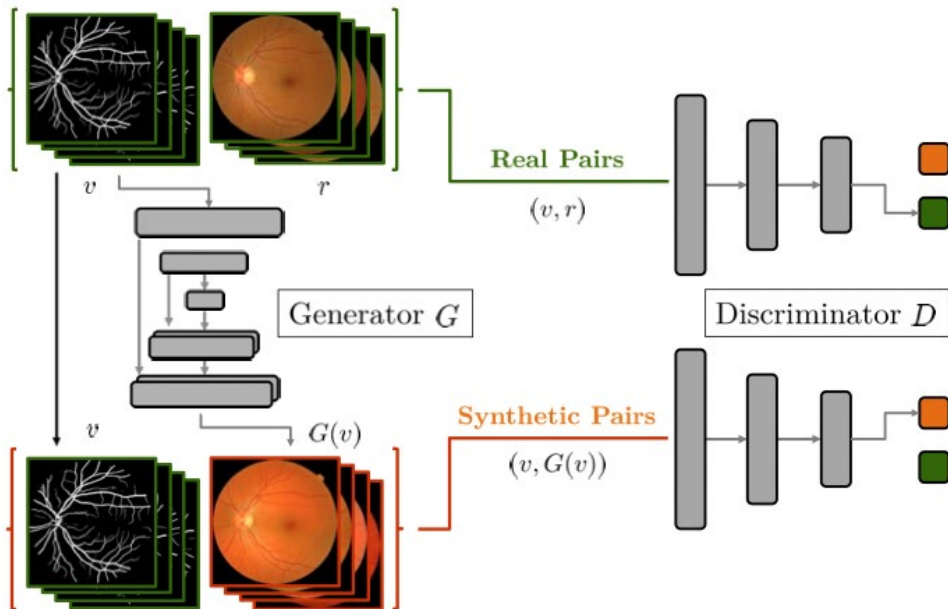 v
r
Real Pairs
(v, r)
Generator G
Discriminator D
v
G(v)
Synthetic Pairs
(v, G(v))